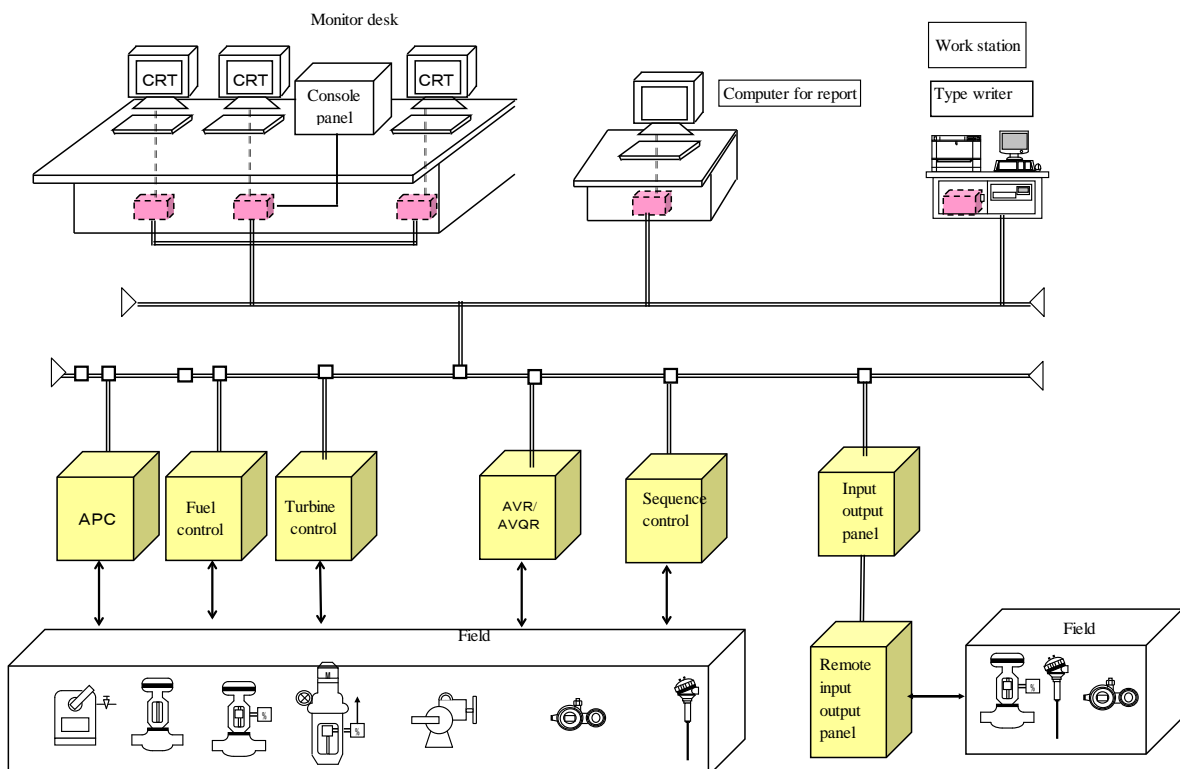 Monitor desk
CRT
CRT
Console
panel
CRT
Computer for report
Work station
Type writer
APC
Fuel
control
Turbine
control
AVR/
AVQR
Sequence
control
Input
output
panel
Field
M
%
%
Remote
input
output
panel
Field
%